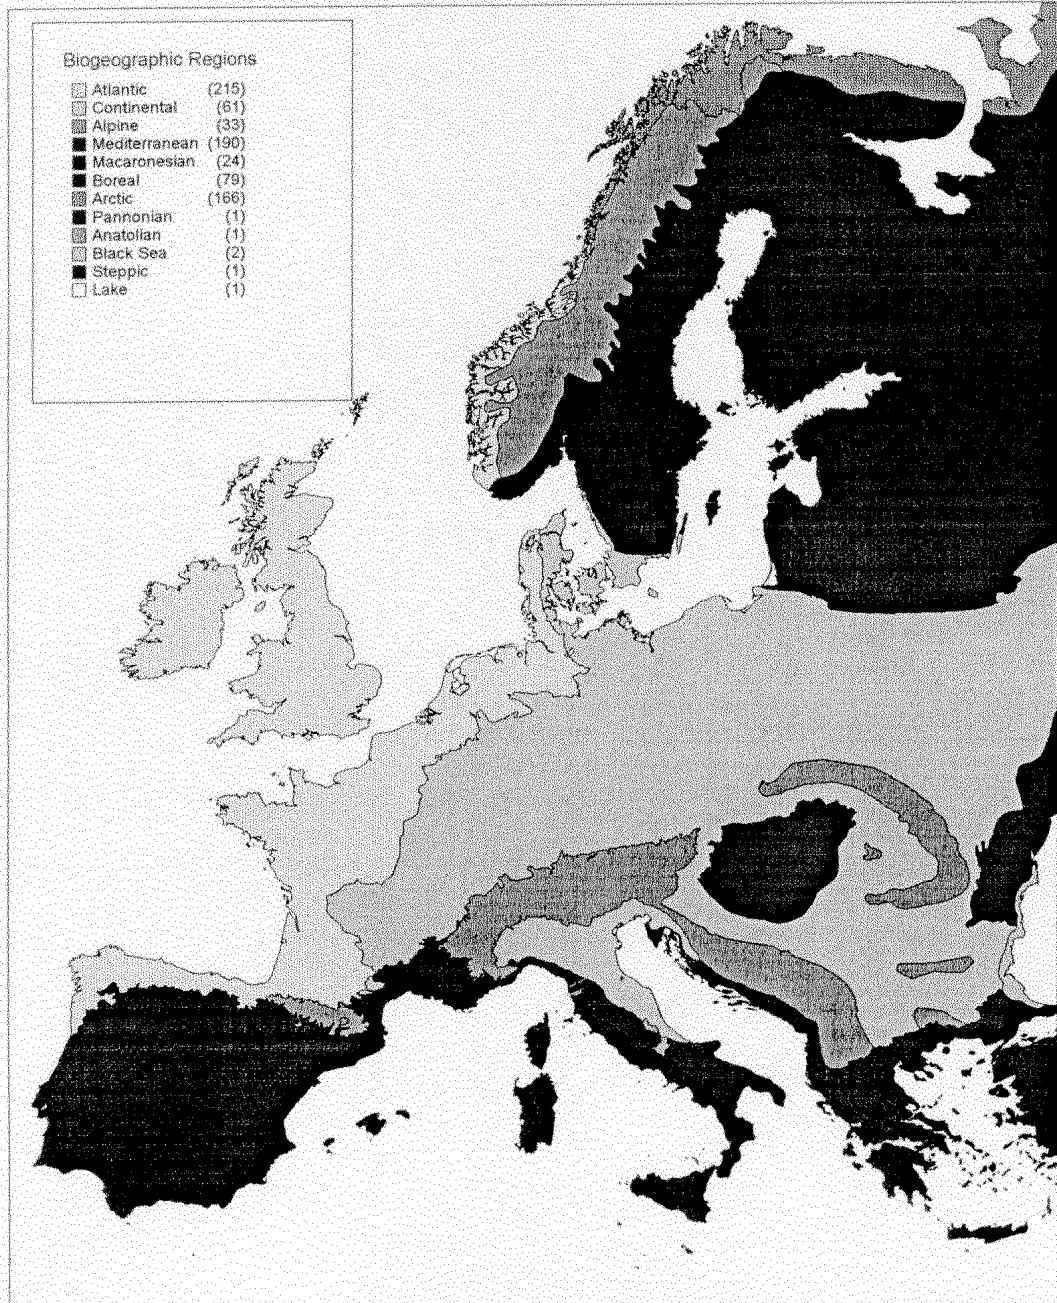 Biogeographic Regions
Atlantic (215)
Continental (61)
Alpine (33)
Mediterranean (190)
Macaronesian (24)
Boreal (79)
Arctic (166)
Pannonian (1)
Anatolian (1)
Black Sea (2)
Steppic (1)
Lake (1)